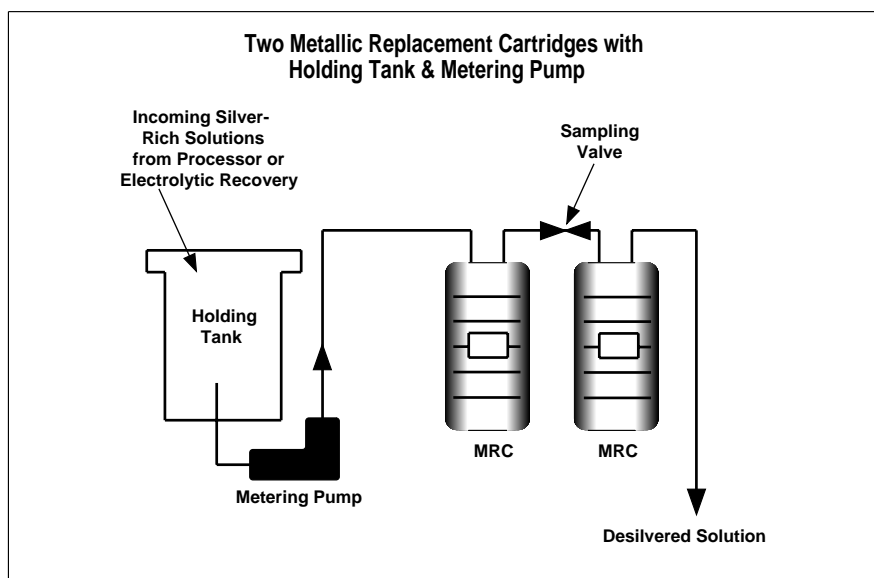 Two Metallic Replacement Cartridges with
Holding Tank & Metering Pump
Incoming Silver-
Rich Solutions
from Processor or
Electrolytic Recovery
Sampling
Valve
Holding
Tank
MRC
MRC
Metering Pump
Desilvered Solution